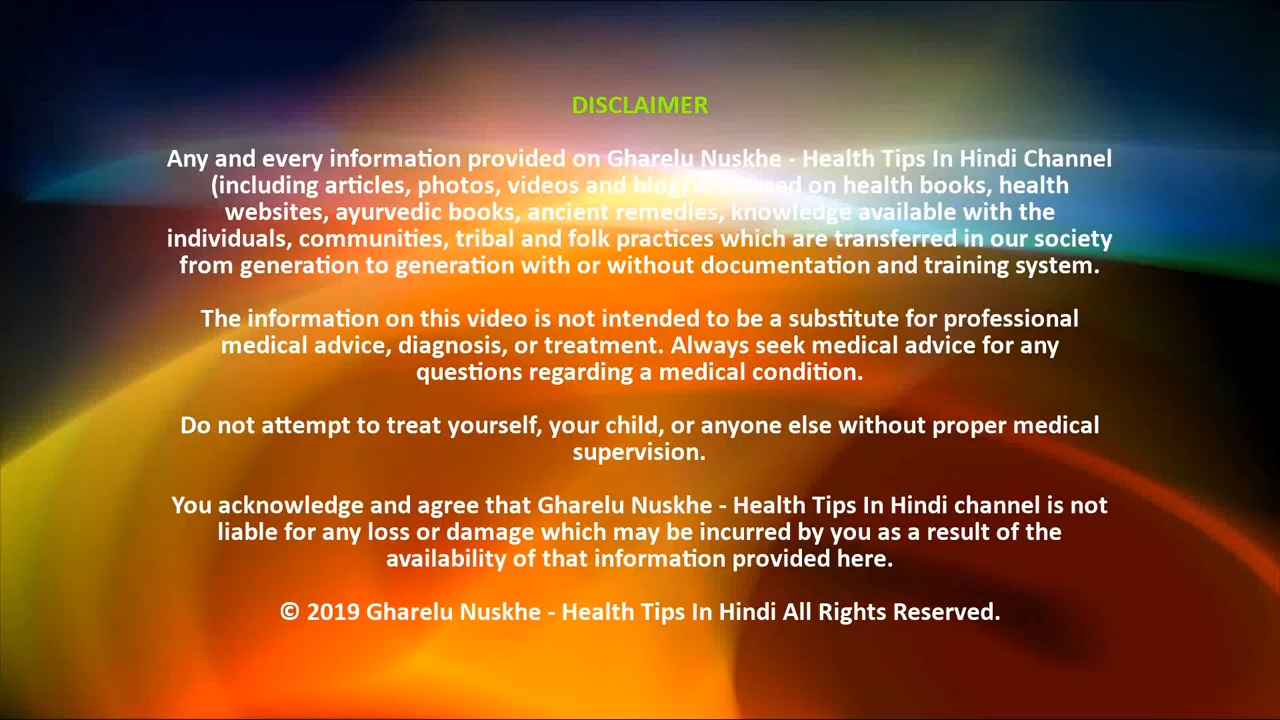 DISCLAIMER
Any and every information provided on Gharelu Nuskhe - Health Tips In Hindi Channel
(including articles, photos, videos and blog) are based on health books, health
websites, ayurvedic books, ancient remedies, knowledge available with the
individuals, communities, tribal and folk practices which are transferred in our society
from generation to generation with or without documentation and training system.
The information on this video is not intended to be a substitute for professional
medical advice, diagnosis, or treatment. Always seek medical advice for any
questions regarding a medical condition.
Do not attempt to treat yourself, your child, or anyone else without proper medical
supervision.
You acknowledge and agree that Gharelu Nuskhe - Health Tips In Hindi channel is not
liable for any loss or damage which may be incurred by you as a result of the
availability of that information provided here.
© 2019 Gharelu Nuskhe - Health Tips In Hindi All Rights Reserved.